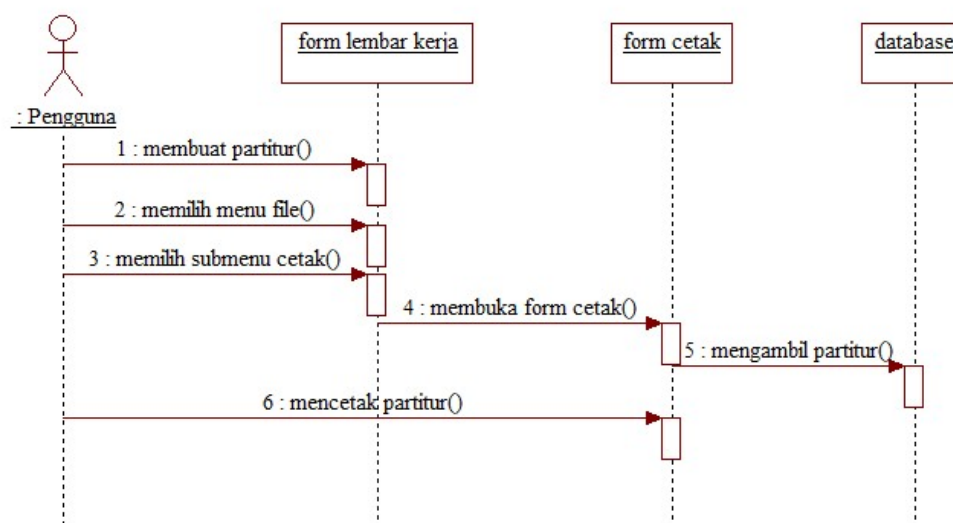 form lembar kerja
form cetak
database
: Pengguna
1 : membuat partitur()
2 : memilih menu file()
3 : memilih submenu cetak()
4 : membuka form cetak()
5 : mengambil partitur()
6 : mencetak partitur()